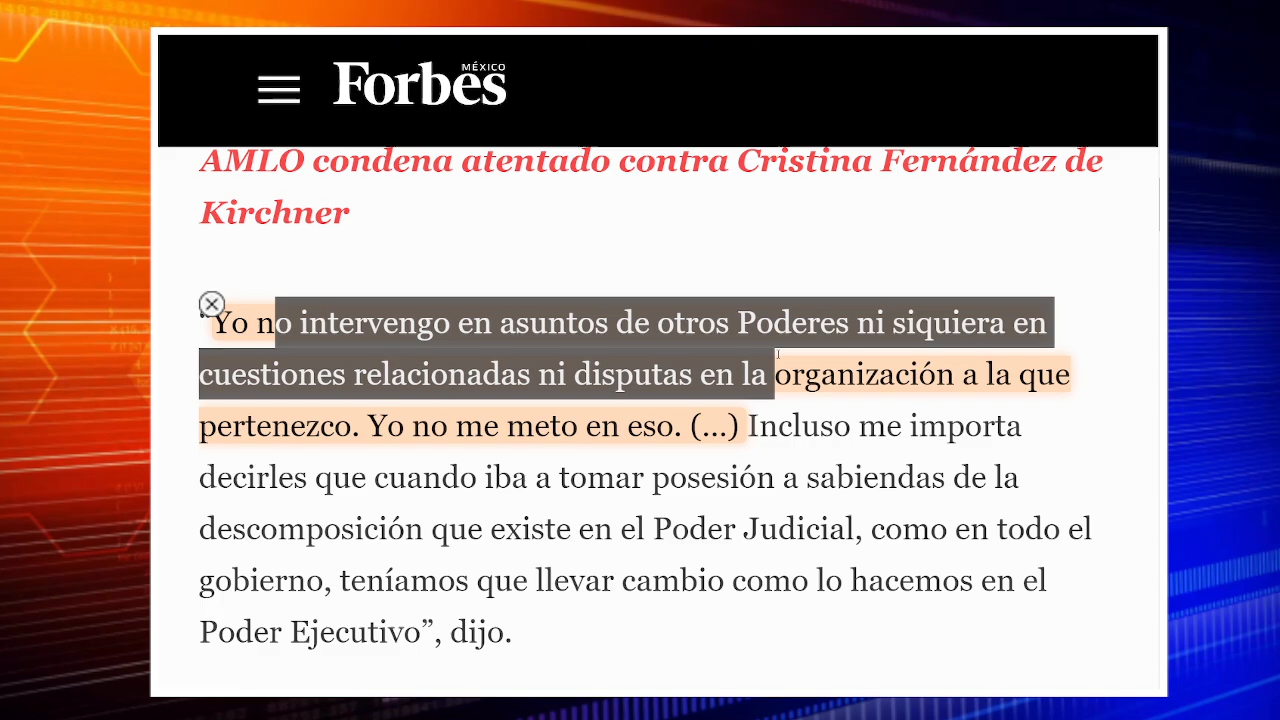 MÉXICO
Forbes
AMLO condena atentado contra Cristina Fernández de
Kirchner
“Yo no intervengo en asuntos de otros Poderes ni siquiera en
cuestiones relacionadas ni disputas en la organización a la que
pertenezco. Yo no me meto en eso. (...) Incluso me importa
decirles que cuando iba a tomar posesión a sabiendas de la
descomposición que existe en el Poder Judicial, como en todo el
gobierno, teníamos que llevar cambio como lo hacemos en el
Poder Ejecutivo”, dijo.